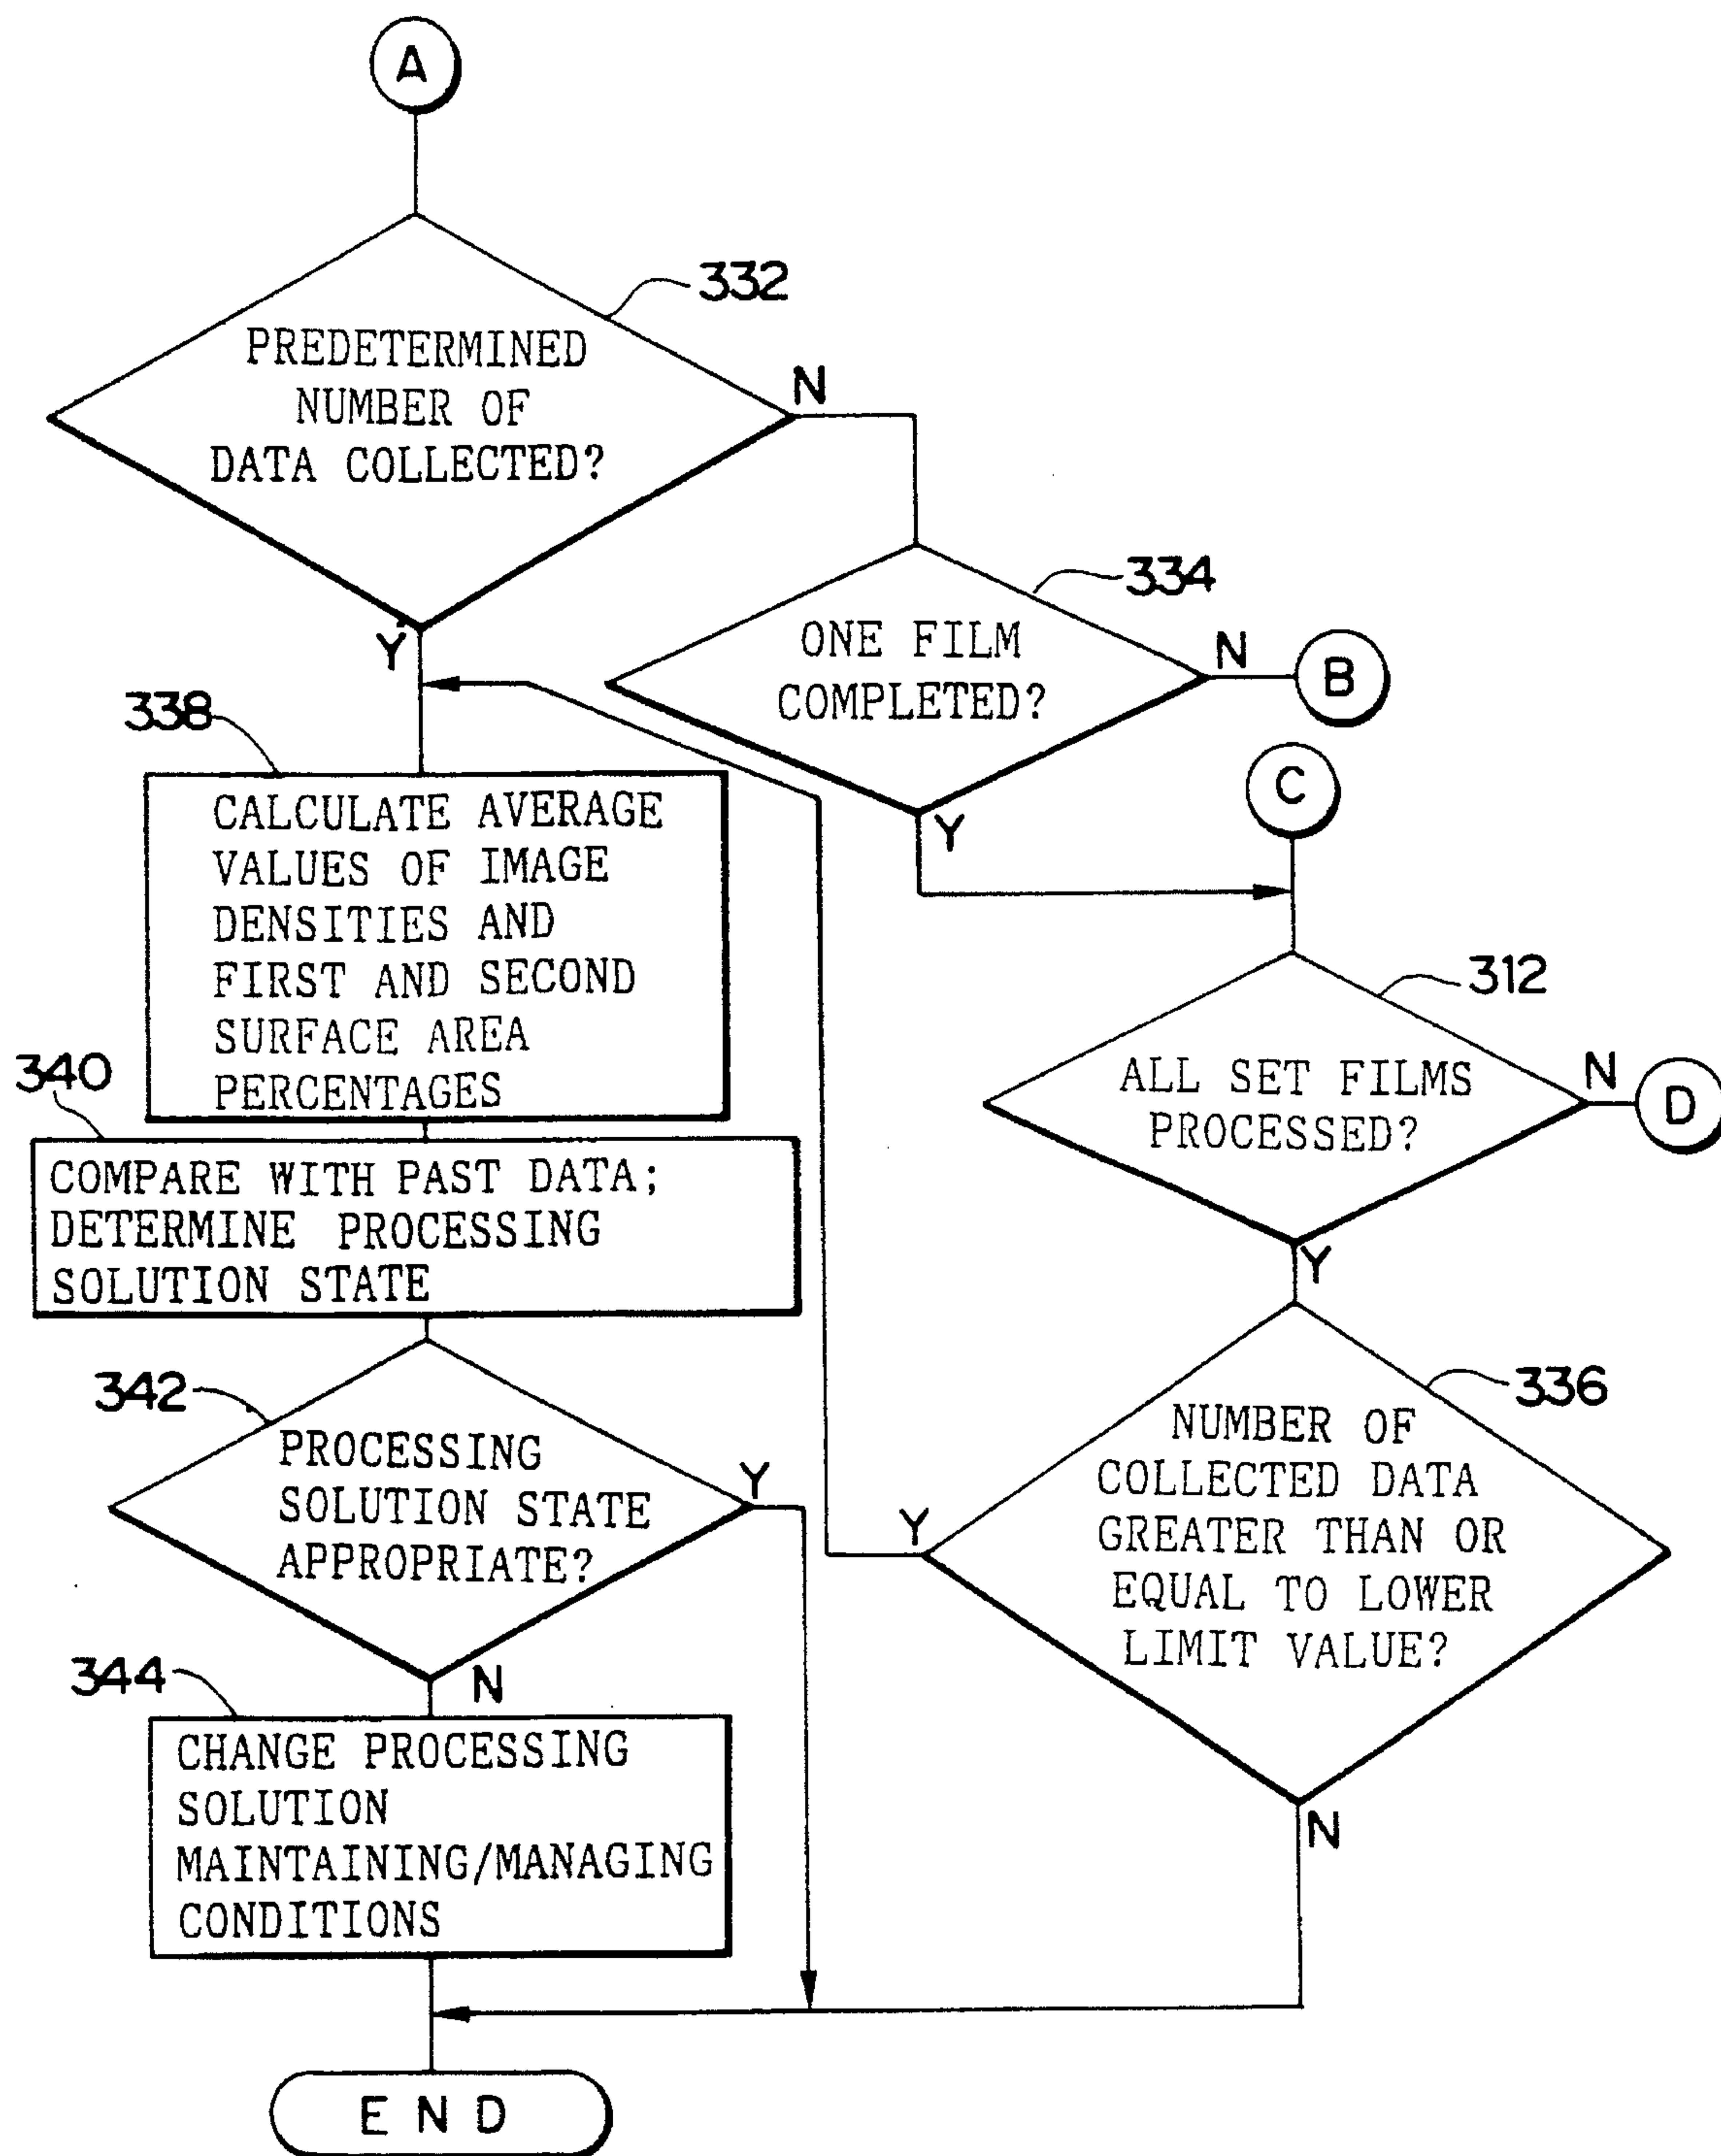 A
332
PREDETERMINED
NUMBER OF
DATA COLLECTED?
N
Y
334
ONE FILM
COMPLETED?
N
B
Y
C
338
CALCULATE AVERAGE
VALUES OF IMAGE
DENSITIES AND
FIRST AND SECOND
SURFACE AREA
PERCENTAGES
312
ALL SET FILMS
PROCESSED?
N
D
Y
340
COMPARE WITH PAST DATA;
DETERMINE PROCESSING
SOLUTION STATE
342
PROCESSING
SOLUTION STATE
APPROPRIATE?
Y
N
336
NUMBER OF
COLLECTED DATA
GREATER THAN OR
EQUAL TO LOWER
LIMIT VALUE?
Y
N
344
CHANGE PROCESSING
SOLUTION
MAINTAINING/MANAGING
CONDITIONS
END